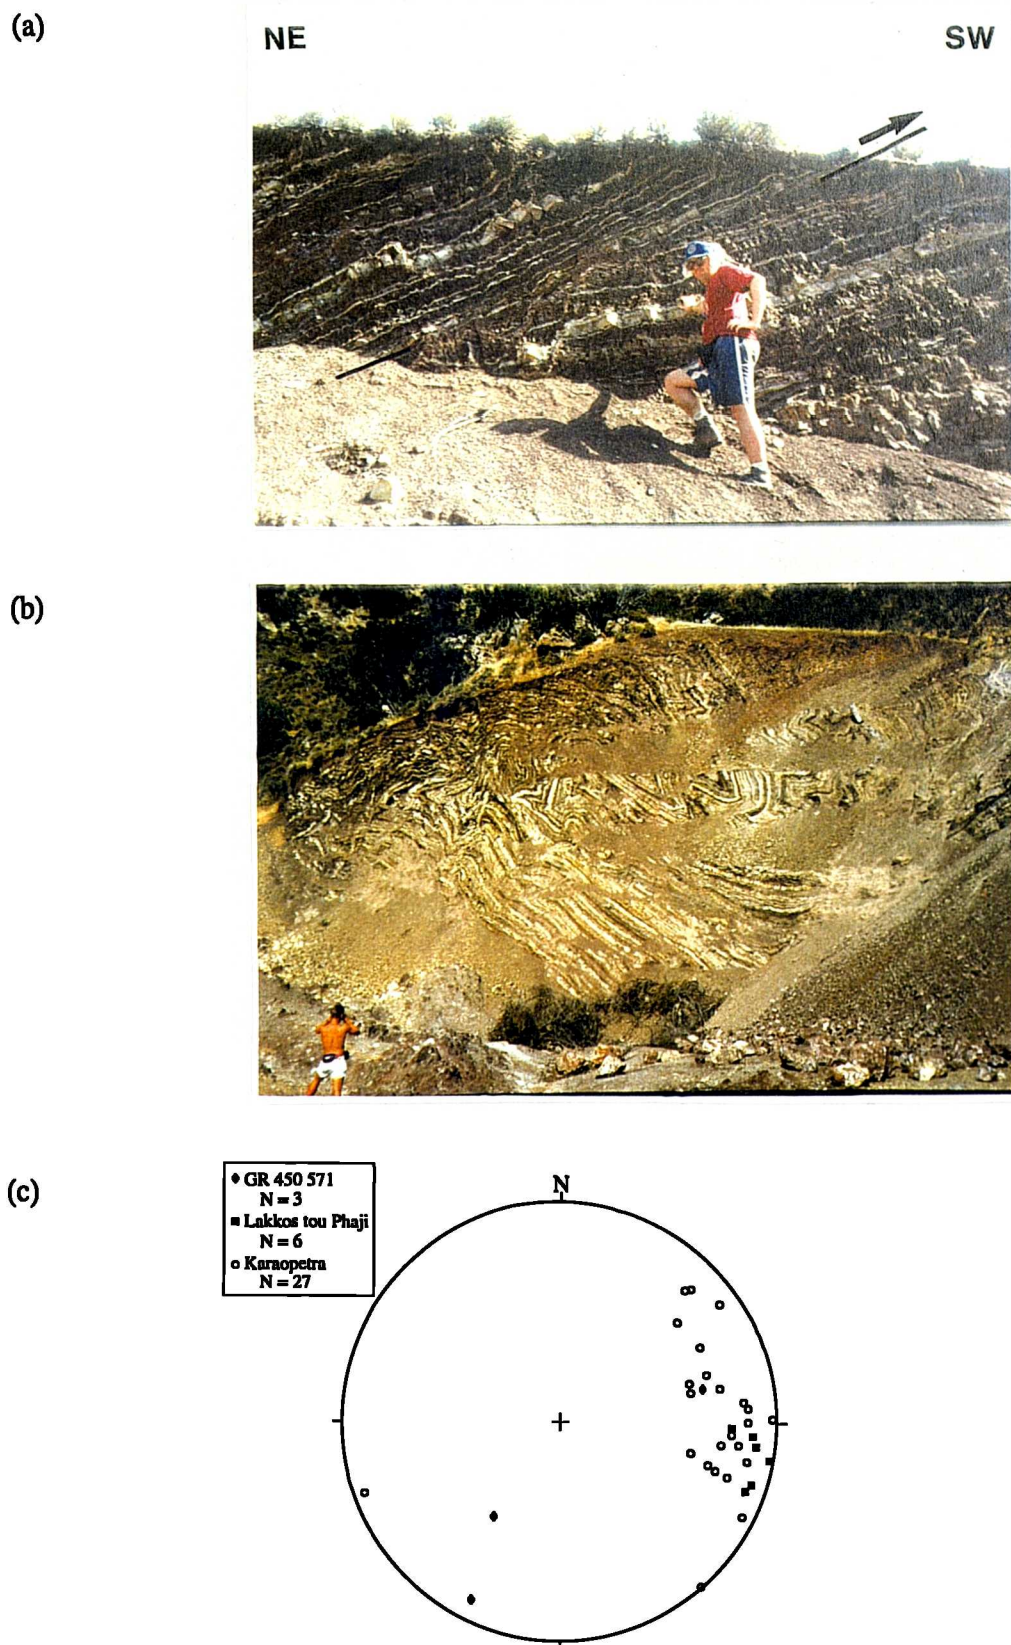 (a)
NE SW
(b)
(c)
GR 450 571
N = 3
Lakkos tou Phaji
N = 6
Karaopetra
N = 27
N